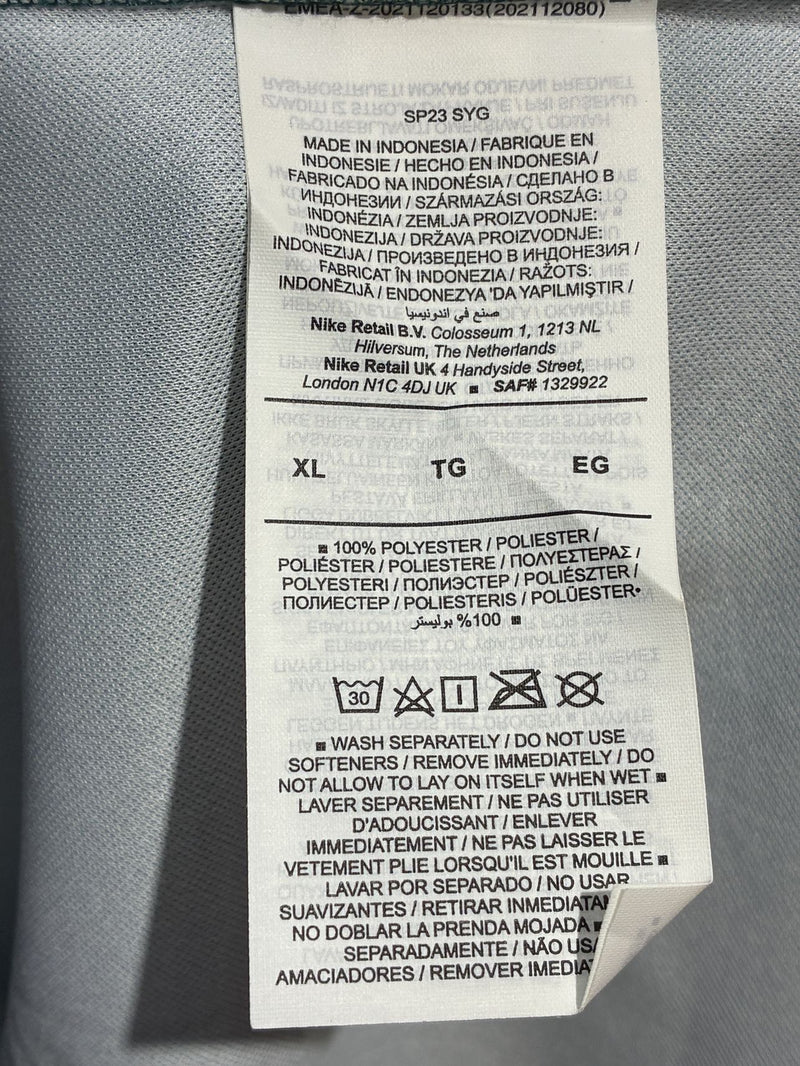 EMEA-Z-2021120133(202112080)
SP23 SYG
MADE IN INDONESIA / FABRIQUE EN
INDONESIE / HECHO EN INDONESIA /
FABRICADO NA INDONÉSIA / СДЕЛАНО В
ИНДОНЕЗИИ / SZÁRMAZÁSI ORSZÁG:
INDONÉZIA / ZEMLJA PROIZVODNJE:
INDONEZIJA / DRŽAVA PROIZVODNJE:
INDONEZIJA / ПРОИЗВЕДЕНО В ИНДОНЕЗИЯ /
FABRICAT ÎN INDONEZIA / RAŽOTS:
INDONĒZIJĀ / ENDONEZYA 'DA YAPILMIŞTIR /
صنع في اندونيسيا
Nike Retail B.V. Colosseum 1, 1213 NL
Hilversum, The Netherlands
Nike Retail UK 4 Handyside Street,
London N1C 4DJ UK ■ SAF# 1329922
XL TG EG
■ 100% POLYESTER / POLIESTER /
POLIÉSTER / POLIESTERE / ΠΟΛΥΕΣΤΕΡΑΣ /
POLYESTERI / ПОЛИЭСТЕР / POLIÉSZTER /
ПОЛИЕСТЕР / POLIESTERIS / POLÜESTER•
100% بوليستر ■
30
■ WASH SEPARATELY / DO NOT USE
SOFTENERS / REMOVE IMMEDIATELY / DO
NOT ALLOW TO LAY ON ITSELF WHEN WET ■
LAVER SEPAREMENT / NE PAS UTILISER
D'ADOUCISSANT / ENLEVER
IMMEDIATEMENT / NE PAS LAISSER LE
VETEMENT PLIE LORSQU'IL EST MOUILLE ■
LAVAR POR SEPARADO / NO USAR
SUAVIZANTES / RETIRAR INMEDIATAM
NO DOBLAR LA PRENDA MOJADA ■
SEPARADAMENTE / NÃO USA
AMACIADORES / REMOVER IMEDIAT